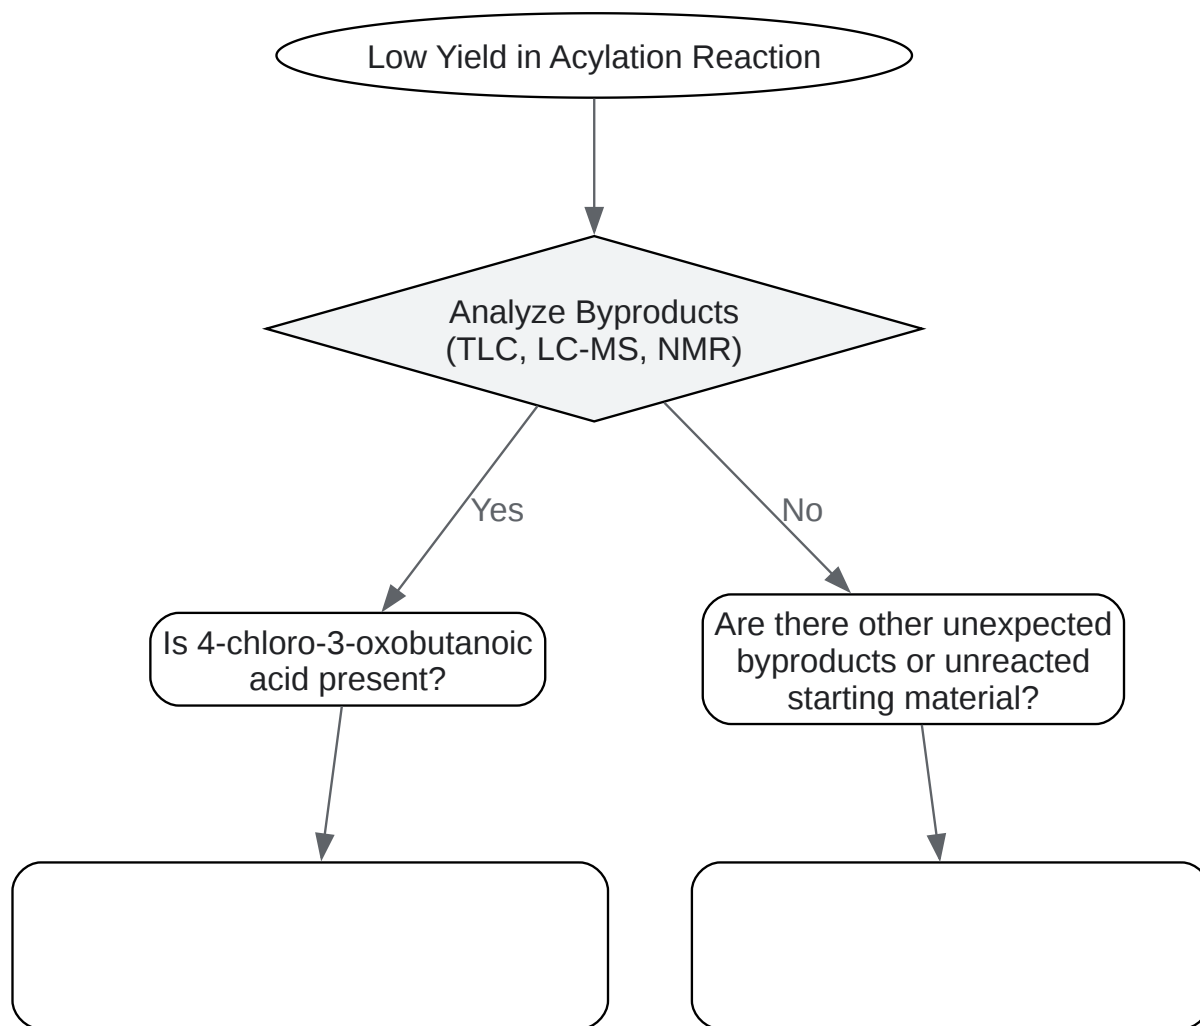 Low Yield in Acylation Reaction
Analyze Byproducts
(TLC, LC-MS, NMR)
Yes
No
Is 4-chloro-3-oxobutanoic
acid present?
Are there other unexpected
byproducts or unreacted
starting material?